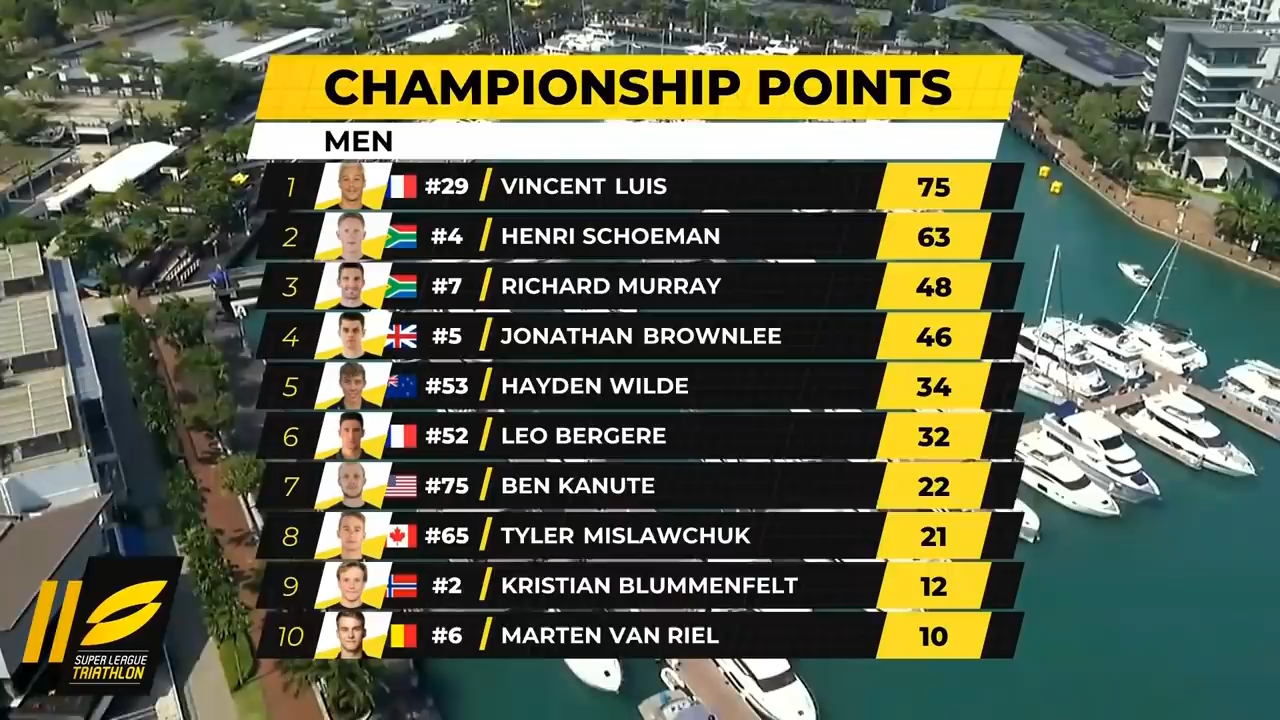 CHAMPIONSHIP POINTS
MEN
1 #29 / VINCENT LUIS 75
2 #4 / HENRI SCHOEMAN 63
3 #7 / RICHARD MURRAY 48
4 #5 / JONATHAN BROWNLEE 46
5 #53 / HAYDEN WILDE 34
6 #52 / LEO BERGERE 32
7 #75 / BEN KANUTE 22
8 #65 / TYLER MISLAWCHUK 21
9 #2 / KRISTIAN BLUMMENFELT 12
10 #6 / MARTEN VAN RIEL 10
SUPER LEAGUE
TRIATHLON